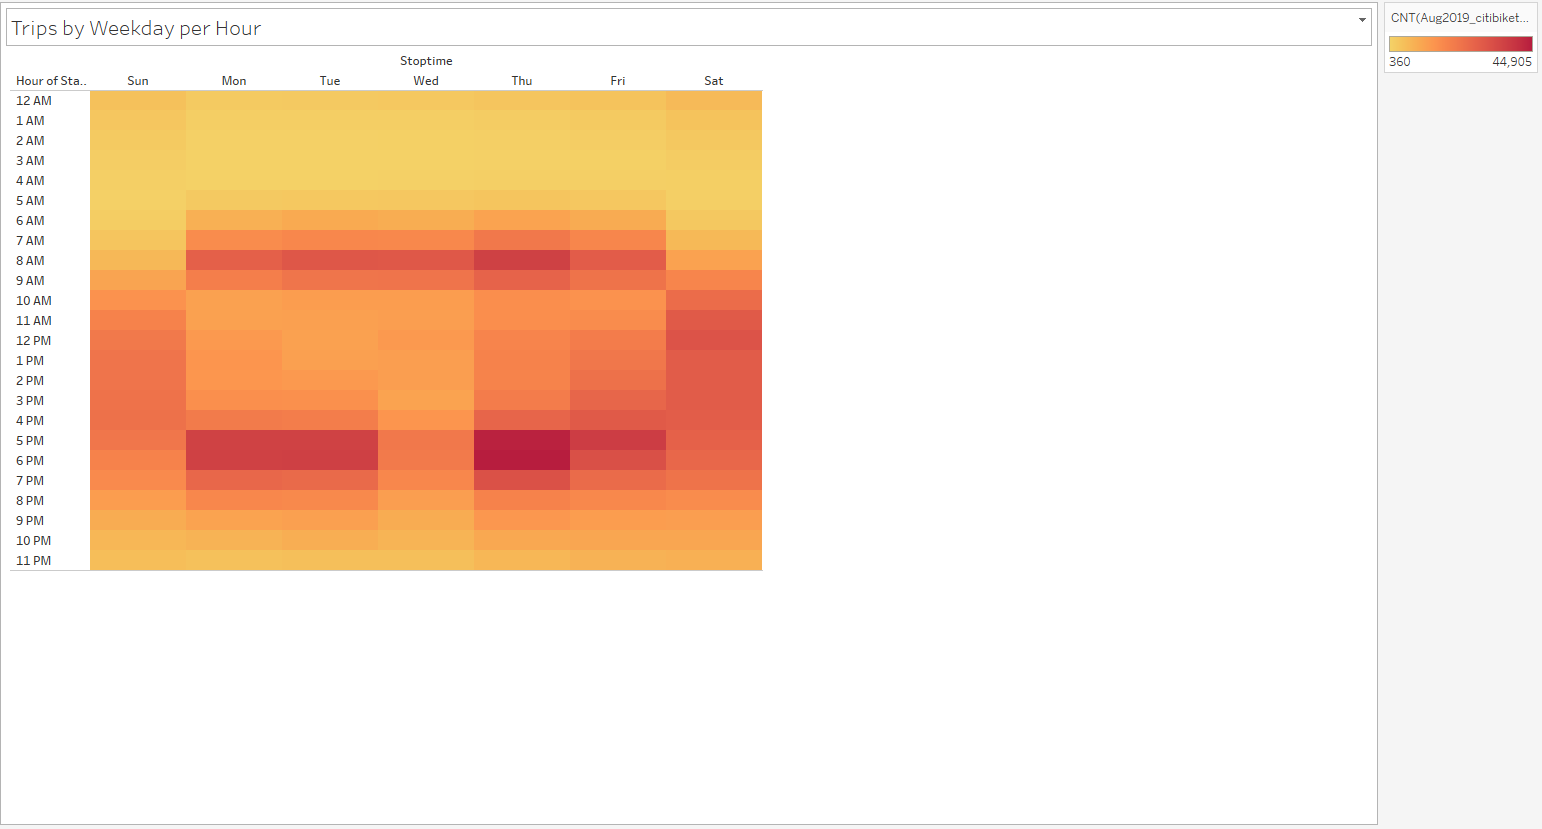 Trips by Weekday per Hour
CNT(Aug2019_citibiket...
360 44,905
Stoptime
Hour of Sta.. Sun Mon Tue Wed Thu Fri Sat
12 AM
1 AM
2 AM
3 AM
4 AM
5 AM
6 AM
7 AM
8 AM
9 AM
10 AM
11 AM
12 PM
1 PM
2 PM
3 PM
4 PM
5 PM
6 PM
7 PM
8 PM
9 PM
10 PM
11 PM